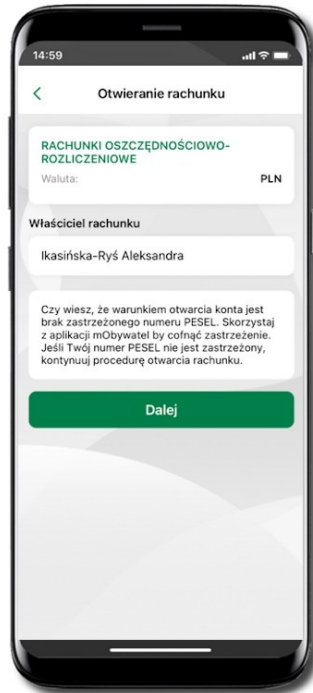 14:59
Otwieranie rachunku
RACHUNKI OSZCZĘDNOŚCIOWO-
ROZLICZENIOWE
Waluta: PLN
Właściciel rachunku
Ikasińska-Ryś Aleksandra
Czy wiesz, że warunkiem otwarcia konta jest
brak zastrzeżonego numeru PESEL. Skorzystaj
z aplikacji mObywatel by cofnąć zastrzeżenie.
Jeśli Twój numer PESEL nie jest zastrzeżony,
kontynuuj procedurę otwarcia rachunku.
Dalej